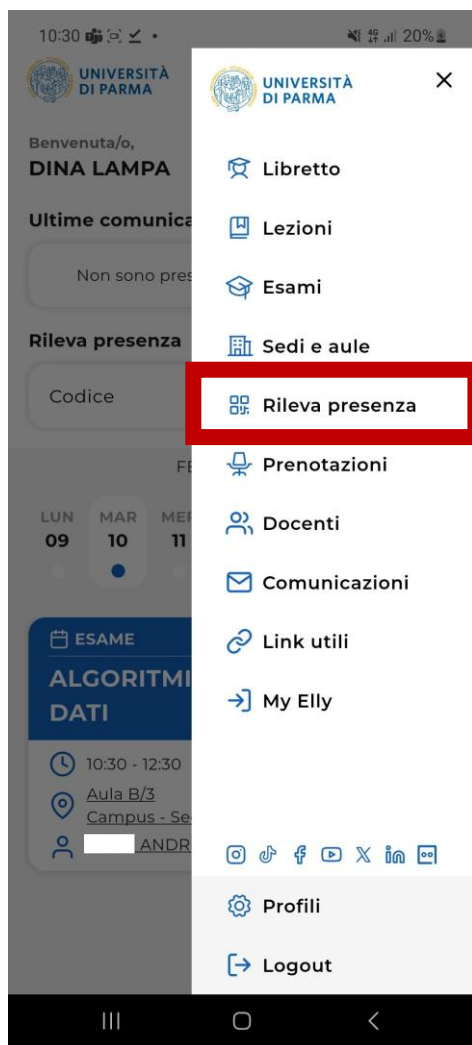 10:30
4G
20%
UNIVERSITÀ
DI PARMA
Benvenuta/o,
DINA LAMPA
Ultime comunica
Non sono pres
Rileva presenza
Codice
FE
LUN MAR MER
09 10 11
ESAME
ALGORITMI
DATI
10:30 - 12:30
Aula B/3
Campus - Se
ANDR
UNIVERSITÀ
DI PARMA
Libretto
Lezioni
Esami
Sedi e aule
Rileva presenza
Prenotazioni
Docenti
Comunicazioni
Link utili
My Elly
Profili
Logout